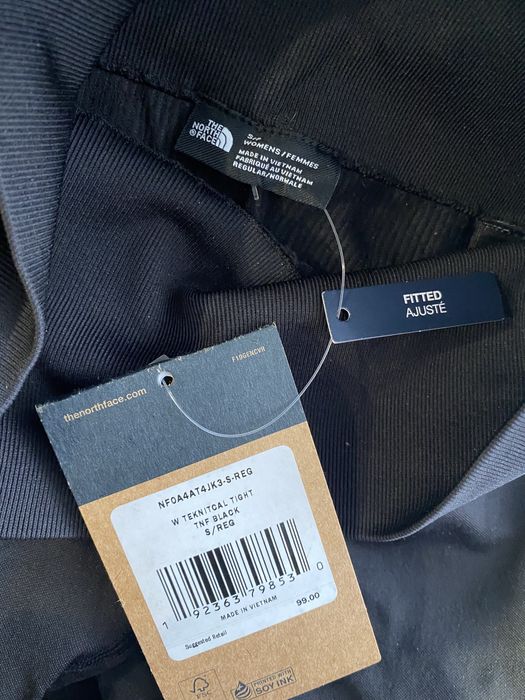 THE
NORTH
FACE
S/P
WOMENS/FEMMES
MADE IN VIETNAM
FABRIQUÉ AU VIETNAM
REGULAR/NORMALE
FITTED
AJUSTÉ
thenorthface.com
F19GENCVR
NF0A4AT4JK3-S-REG
W TEKNITCAL TIGHT
TNF BLACK
S/REG
1 92363 79853 0
MADE IN VIETNAM
Suggested Retail
99.00
FSC
PRINTED WITH
SOY INK